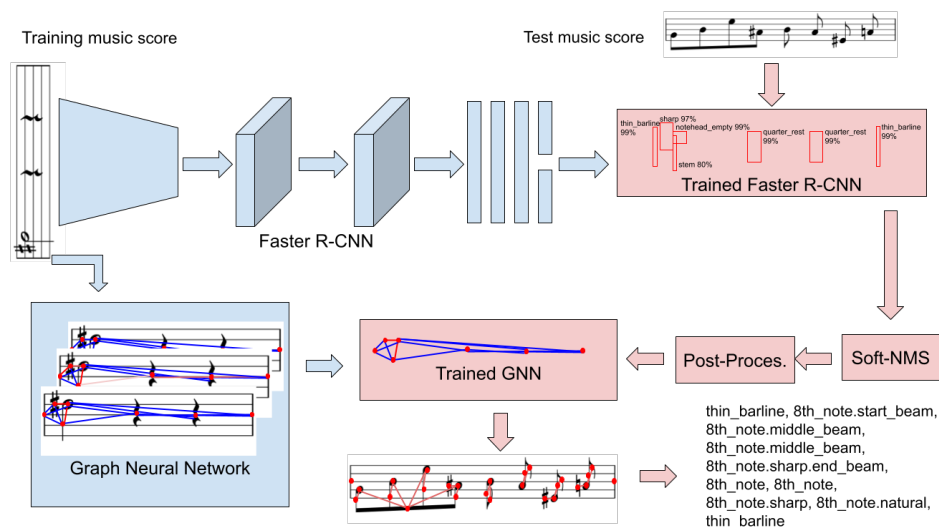 Training music score
Test music score
thin_barline
99%
sharp 97%
notehead_empty 99%
stem 80%
quarter_rest
99%
quarter_rest
99%
thin_barline
99%
Trained Faster R-CNN
Faster R-CNN
Graph Neural Network
Trained GNN
Post-Proces.
Soft-NMS
thin_barline, 8th_note.start_beam,
8th_note.middle_beam,
8th_note.middle_beam,
8th_note.sharp.end_beam,
8th_note, 8th_note,
8th_note.sharp, 8th_note.natural,
thin_barline